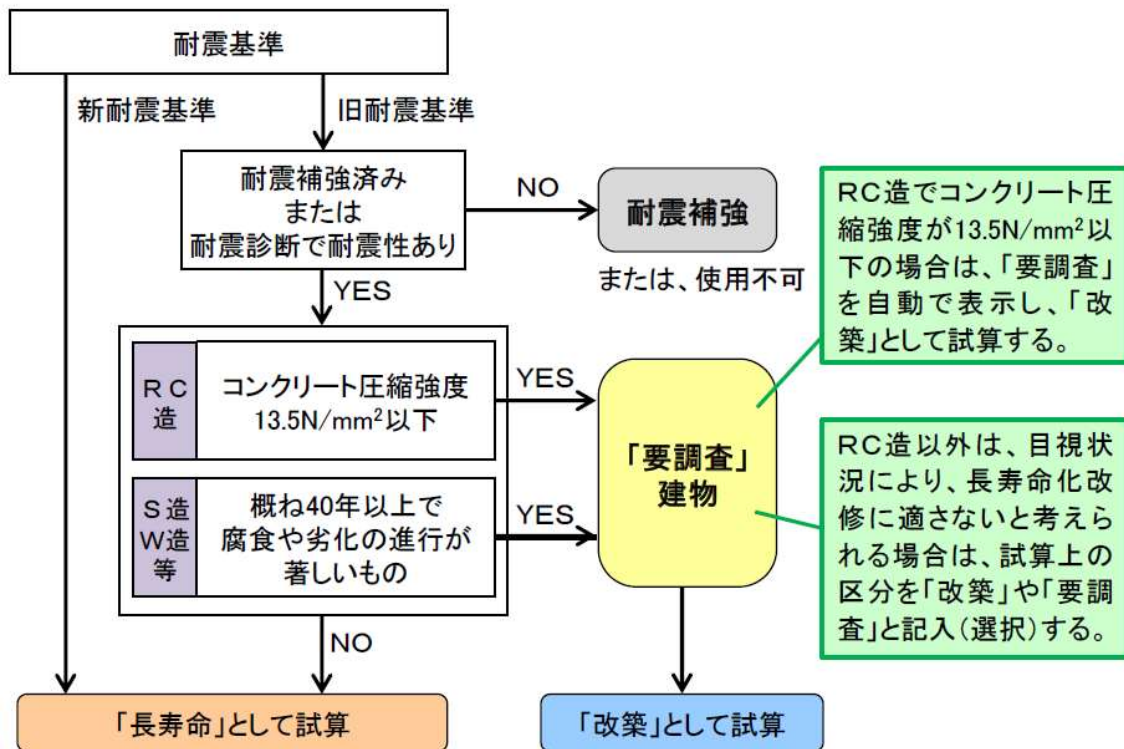 耐震基準
新耐震基準
旧耐震基準
耐震補強済み
または
耐震診断で耐震性あり
NO
耐震補強
または、使用不可
YES
RC
造
コンクリート圧縮強度
13.5N/mm²以下
YES
S造
W造
等
概ね40年以上で
腐食や劣化の進行が
著しいもの
YES
「要調査」
建物
RC造でコンクリート圧
縮強度が13.5N/mm²以
下の場合は、「要調査」
を自動で表示し、「改
築」として試算する。
RC造以外は、目視状
況により、長寿命化改
修に適さないと考えら
れる場合は、試算上の
区分を「改築」や「要調
査」と記入(選択)する。
NO
「長寿命」として試算
「改築」として試算